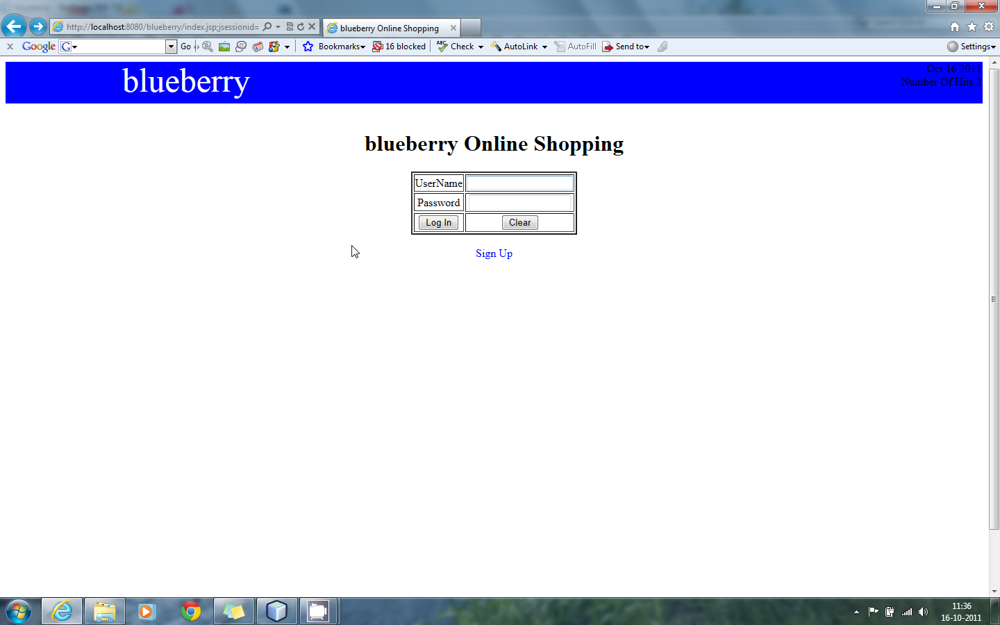 http://localhost:8080/blueberry/index.jsp;jsessionid=
blueberry Online Shopping
Google
G
Go
Bookmarks
16 blocked
ABC
Check
AutoLink
AutoFill
Send to
Settings
blueberry
Oct 16 2011
Number Of Hits 2
blueberry Online Shopping
UserName
Password
Log In
Clear
Sign Up
11:36
16-10-2011